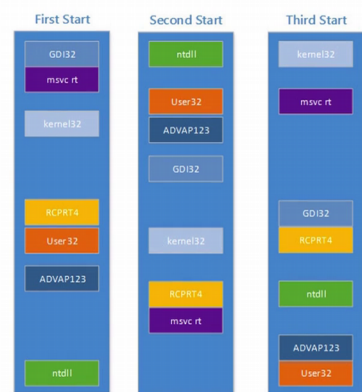 First Start
GDI32
msvc rt
kernel32
RCPRT4
User32
ADVAP123
ntdll
Second Start
ntdll
User32
ADVAP123
GDI32
kernel32
RCPRT4
msvc rt
Third Start
kernel32
msvc rt
GDI32
RCPRT4
ntdll
ADVAP123
User32